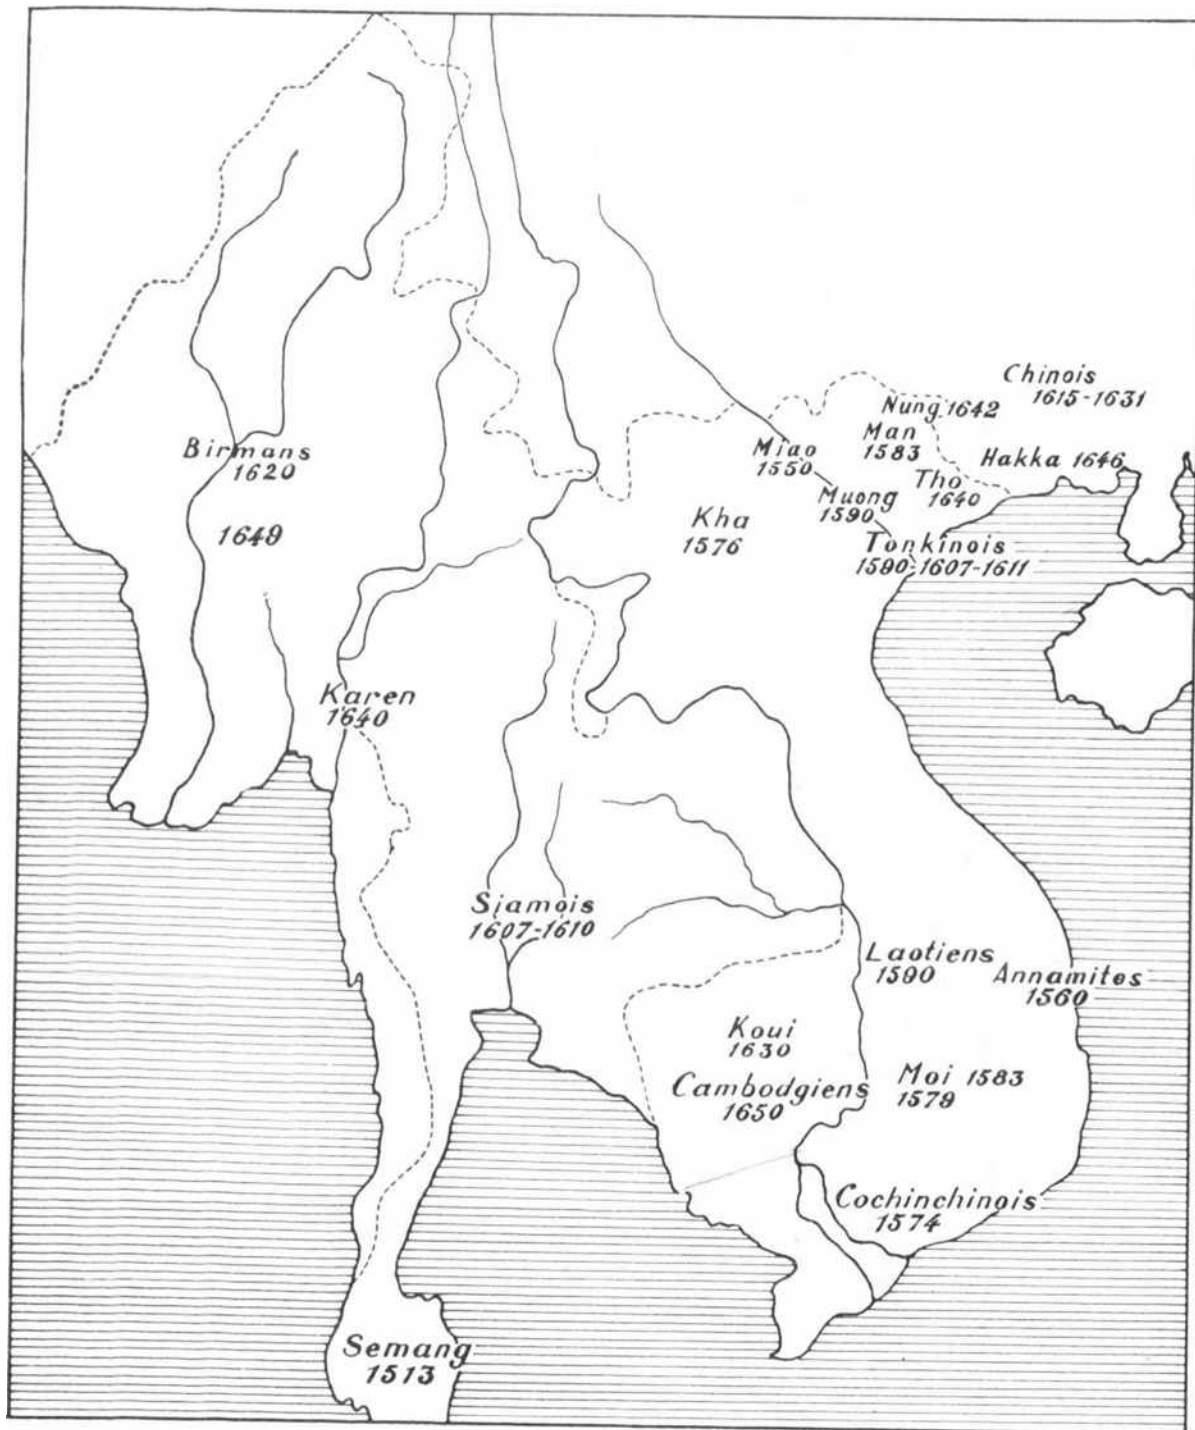 Chinois
1615-1631
Nung 1642
Man
1583
Miao
1550
Hakka 1646
Tho
1640
Muong
1590
Tonkinois
1590-1607-1611
Birmans
1620
1649
Kha
1576
Karen
1640
Siamois
1607-1610
Laotiens
1590
Annamites
1560
Koui
1630
Cambodgiens
1650
Moi 1583
1579
Cochinchinois
1574
Semang
1513